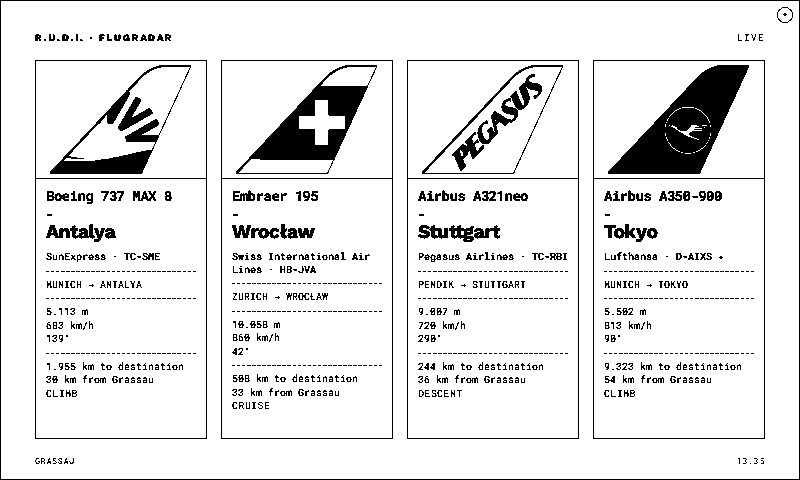 R.U.D.I. · FLUGRADAR
LIVE
PEGASUS
Boeing 737 MAX 8
-
Antalya
SunExpress · TC-SME
MUNICH → ANTALYA
5.113 m
683 km/h
139°
1.955 km to destination
30 km from Grassau
CLIMB
Embraer 195
-
Wrocław
Swiss International Air
Lines · HB-JVA
ZURICH → WROCŁAW
10.058 m
860 km/h
42°
508 km to destination
33 km from Grassau
CRUISE
Airbus A321neo
-
Stuttgart
Pegasus Airlines · TC-RBI
PENDIK → STUTTGART
9.007 m
720 km/h
290°
244 km to destination
36 km from Grassau
DESCENT
Airbus A350-900
-
Tokyo
Lufthansa · D-AIXS ✦
MUNICH → TOKYO
5.502 m
813 km/h
90°
9.323 km to destination
54 km from Grassau
CLIMB
GRASSAU
13.35